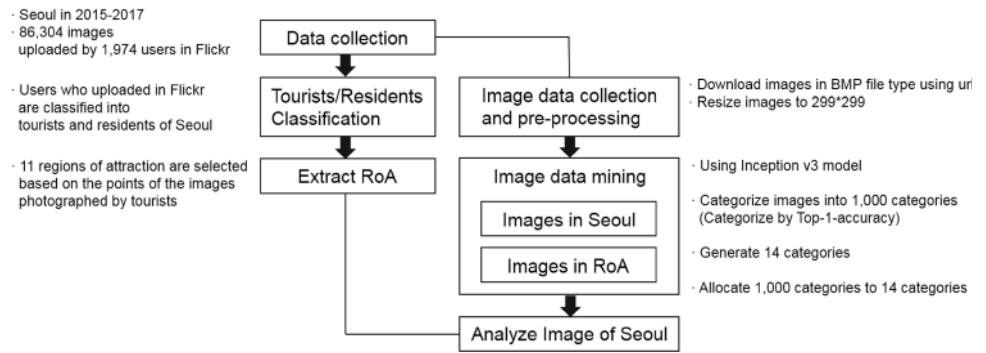 · Seoul in 2015-2017
· 86,304 images
uploaded by 1,974 users in Flickr
Data collection
· Users who uploaded in Flickr
are classified into
tourists and residents of Seoul
Tourists/Residents
Classification
Image data collection
and pre-processing
· Download images in BMP file type using url
· Resize images to 299*299
· 11 regions of attraction are selected
based on the points of the images
photographed by tourists
Extract RoA
Image data mining
Images in Seoul
Images in RoA
· Using Inception v3 model
· Categorize images into 1,000 categories
(Categorize by Top-1-accuracy)
· Generate 14 categories
· Allocate 1,000 categories to 14 categories
Analyze Image of Seoul